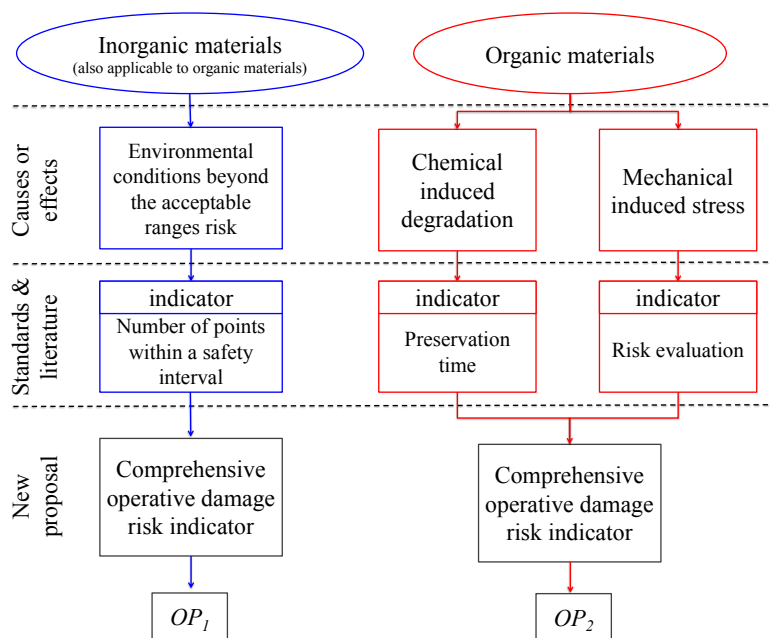 Inorganic materials
(also applicable to organic materials)
Organic materials
Causes or
effects
Environmental
conditions beyond
the acceptable
ranges risk
Chemical
induced
degradation
Mechanical
induced stress
Standards &
literature
indicator
Number of points
within a safety
interval
indicator
Preservation
time
indicator
Risk evaluation
New
proposal
Comprehensive
operative damage
risk indicator
Comprehensive
operative damage
risk indicator
OP1
OP2